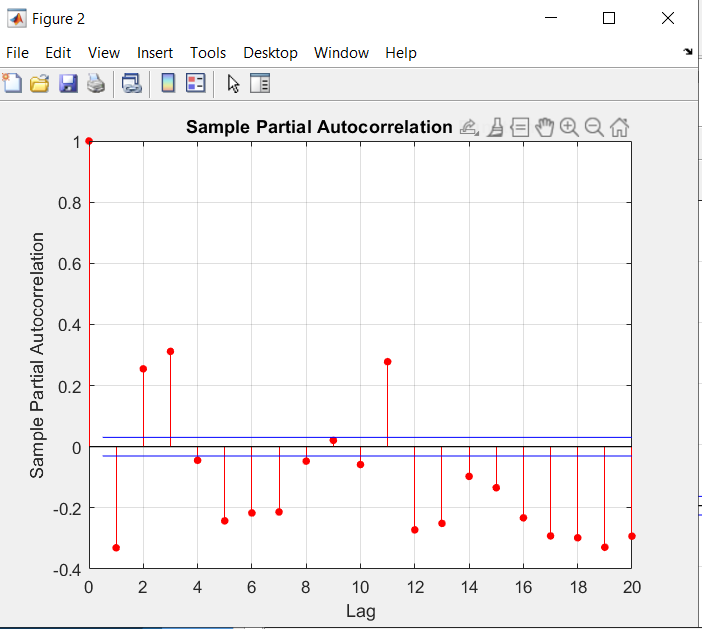 Figure 2
File Edit View Insert Tools Desktop Window Help
Sample Partial Autocorrelation
Sample Partial Autocorrelation
1
0.8
0.6
0.4
0.2
0
-0.2
-0.4
0 2 4 6 8 10 12 14 16 18 20
Lag